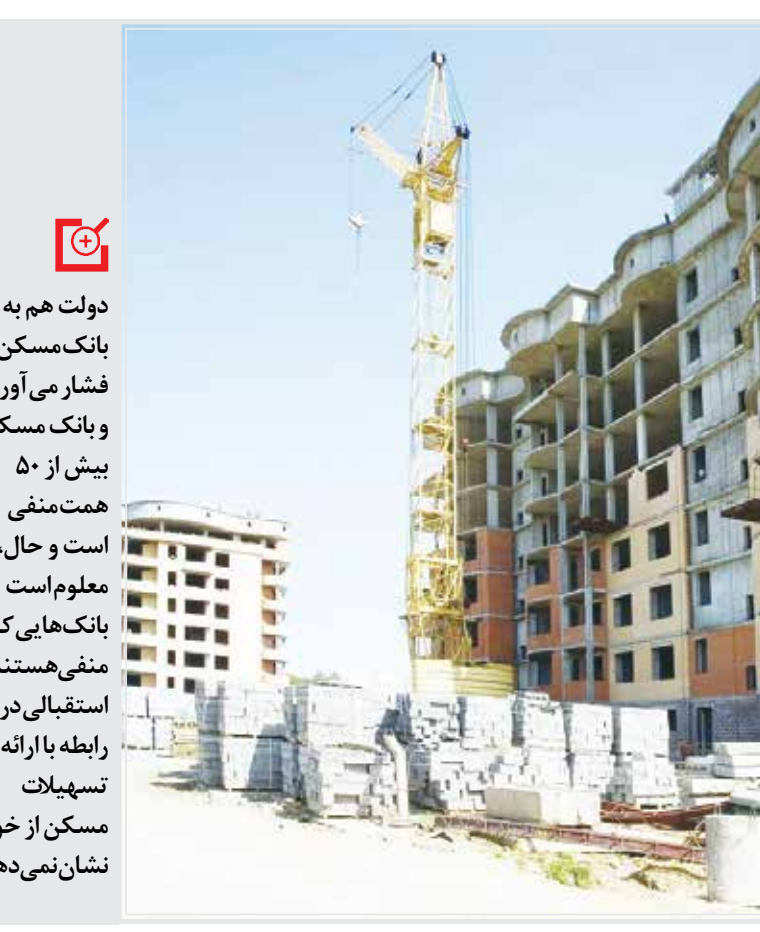 دولت هم به
بانک‌مسکن
فشار می‌آور
و بانک مسک
بیش از ۵۰
همت‌منفی
است و حال،
معلوم‌است
بانک‌هایی ک
منفی‌هستند
استقبالی در
رابطه با ارائه
تسهیلات
مسکن از خو
نشان‌نمی‌ده